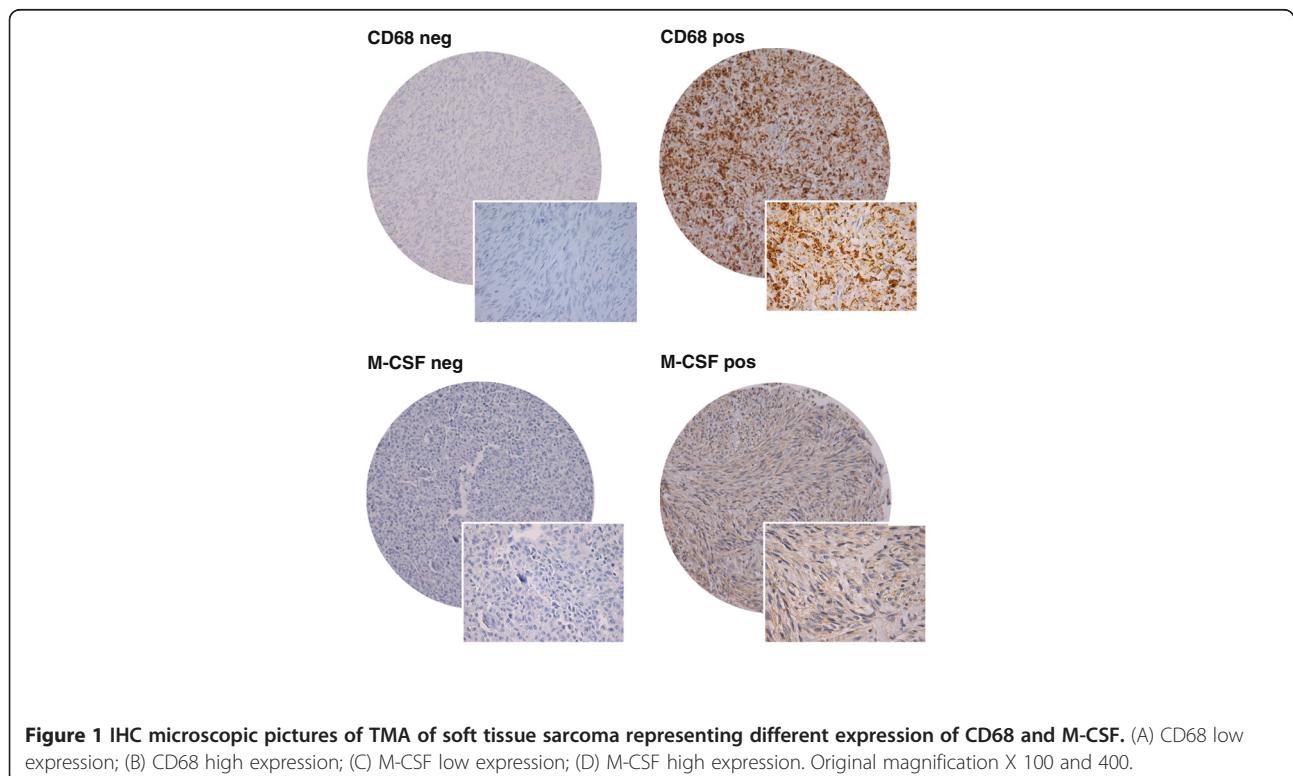 CD68 neg
CD68 pos
M-CSF neg
M-CSF pos
Figure 1 IHC microscopic pictures of TMA of soft tissue sarcoma representing different expression of CD68 and M-CSF. (A) CD68 low
expression; (B) CD68 high expression; (C) M-CSF low expression; (D) M-CSF high expression. Original magnification X 100 and 400.